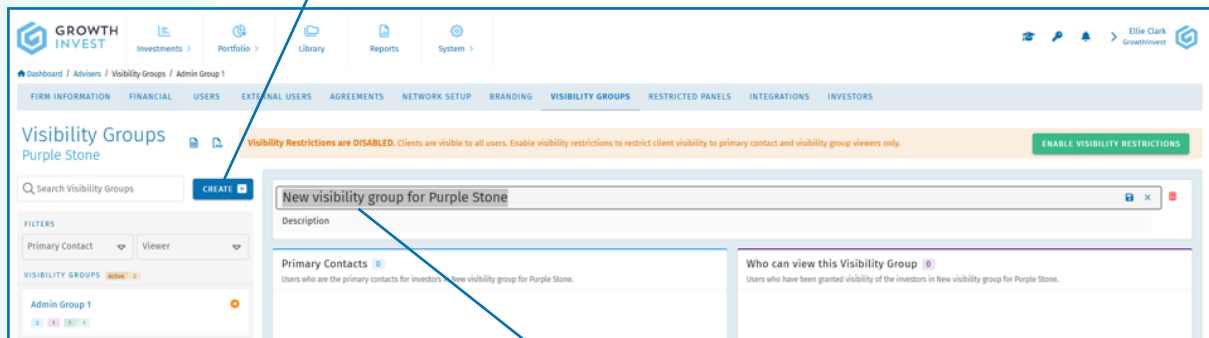 GROWTH INVEST
Investments >
Portfolio >
Library
Reports
System >
> Ellie Clark
GrowthInvest
Dashboard / Advisers / Visibility Groups / Admin Group 1
FIRM INFORMATION FINANCIAL USERS EXTERNAL USERS AGREEMENTS NETWORK SETUP BRANDING VISIBILITY GROUPS RESTRICTED PANELS INTEGRATIONS INVESTORS
Visibility Groups
Purple Stone
Visibility Restrictions are DISABLED. Clients are visible to all users. Enable visibility restrictions to restrict client visibility to primary contact and visibility group viewers only.
ENABLE VISIBILITY RESTRICTIONS
Search Visibility Groups
CREATE
New visibility group for Purple Stone
Description
FILTERS
Primary Contact Viewer
VISIBILITY GROUPS Active 2
Admin Group 1
2 1 1 1
Primary Contacts 0
Users who are the primary contacts for investors in New visibility group for Purple Stone.
Who can view this Visibility Group 0
Users who have been granted visibility of the investors in New visibility group for Purple Stone.